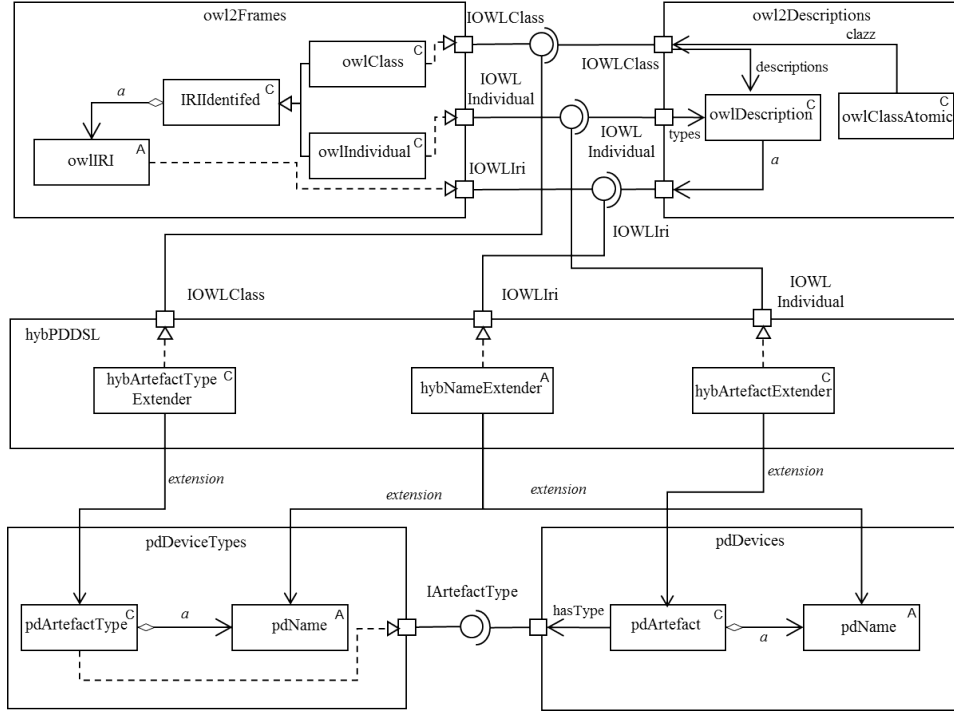 owl2Frames
IOWLClass
owl2Descriptions
clazz
owlClass
C
IOWLClass
descriptions
a
IRIIdentifed
C
IOWL
Individual
owlDescription
C
owlClassAtomic
C
types
owlIRI
A
owlIndividual
C
IOWL
Individual
a
IOWLIri
IOWLIri
IOWLClass
IOWLIri
IOWL
Individual
hybPDDSL
hybArtefactType
Extender
C
hybNameExtender
A
hybArtefactExtender
C
extension
extension
extension
extension
pdDeviceTypes
pdDevices
IArtefactType
pdArtefactType
C
a
pdName
A
hasType
pdArtefact
C
a
pdName
A